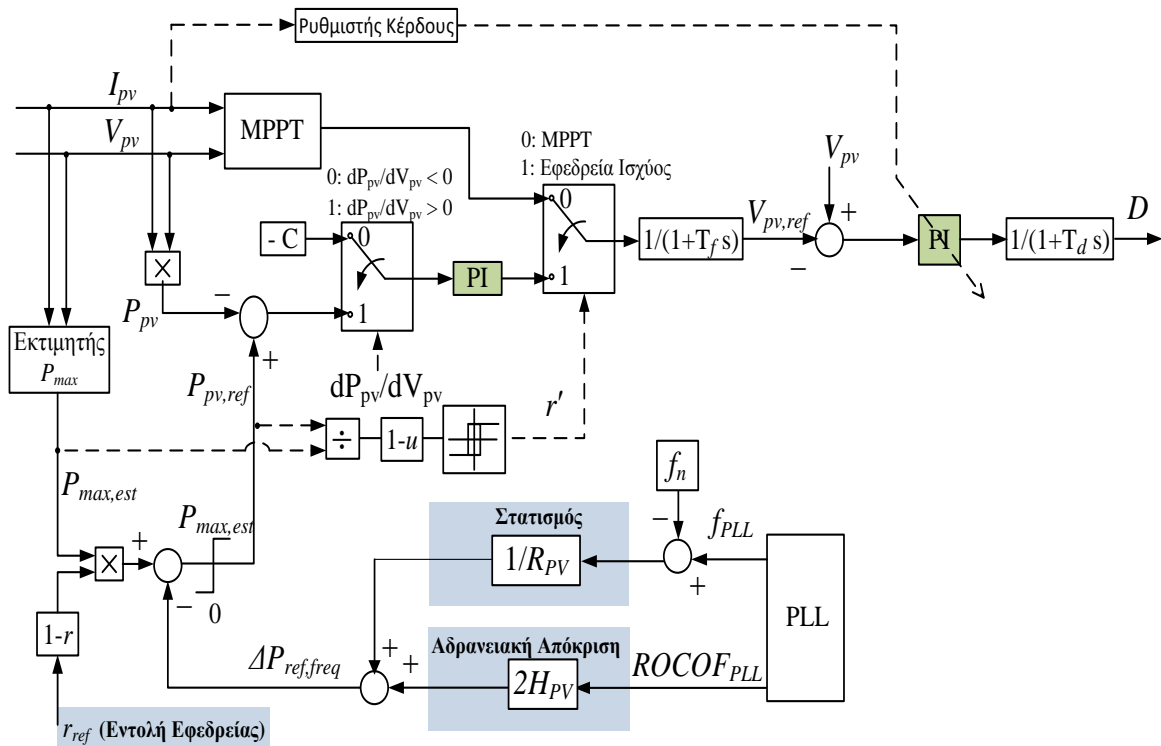 Ρυθμιστής Κέρδους
I_pv
V_pv
MPPT
0: MPPT
1: Εφεδρεία Ισχύος
0: dP_pv/dV_pv < 0
1: dP_pv/dV_pv > 0
V_pv
- C
0
1
PI
0
1
1/(1+T_f s)
V_pv,ref
+
−
PI
1/(1+T_d s)
D
×
P_pv
−
+
Εκτιμητής
P_max
P_pv,ref
dP_pv/dV_pv
r'
÷
1-u
P_max,est
P_max,est
×
+
−
0
1-r
r_ref (Εντολή Εφεδρείας)
ΔP_ref,freq
Στατισμός
1/R_PV
f_n
−
+
f_PLL
PLL
+
+
Αδρανειακή Απόκριση
2H_PV
ROCOF_PLL